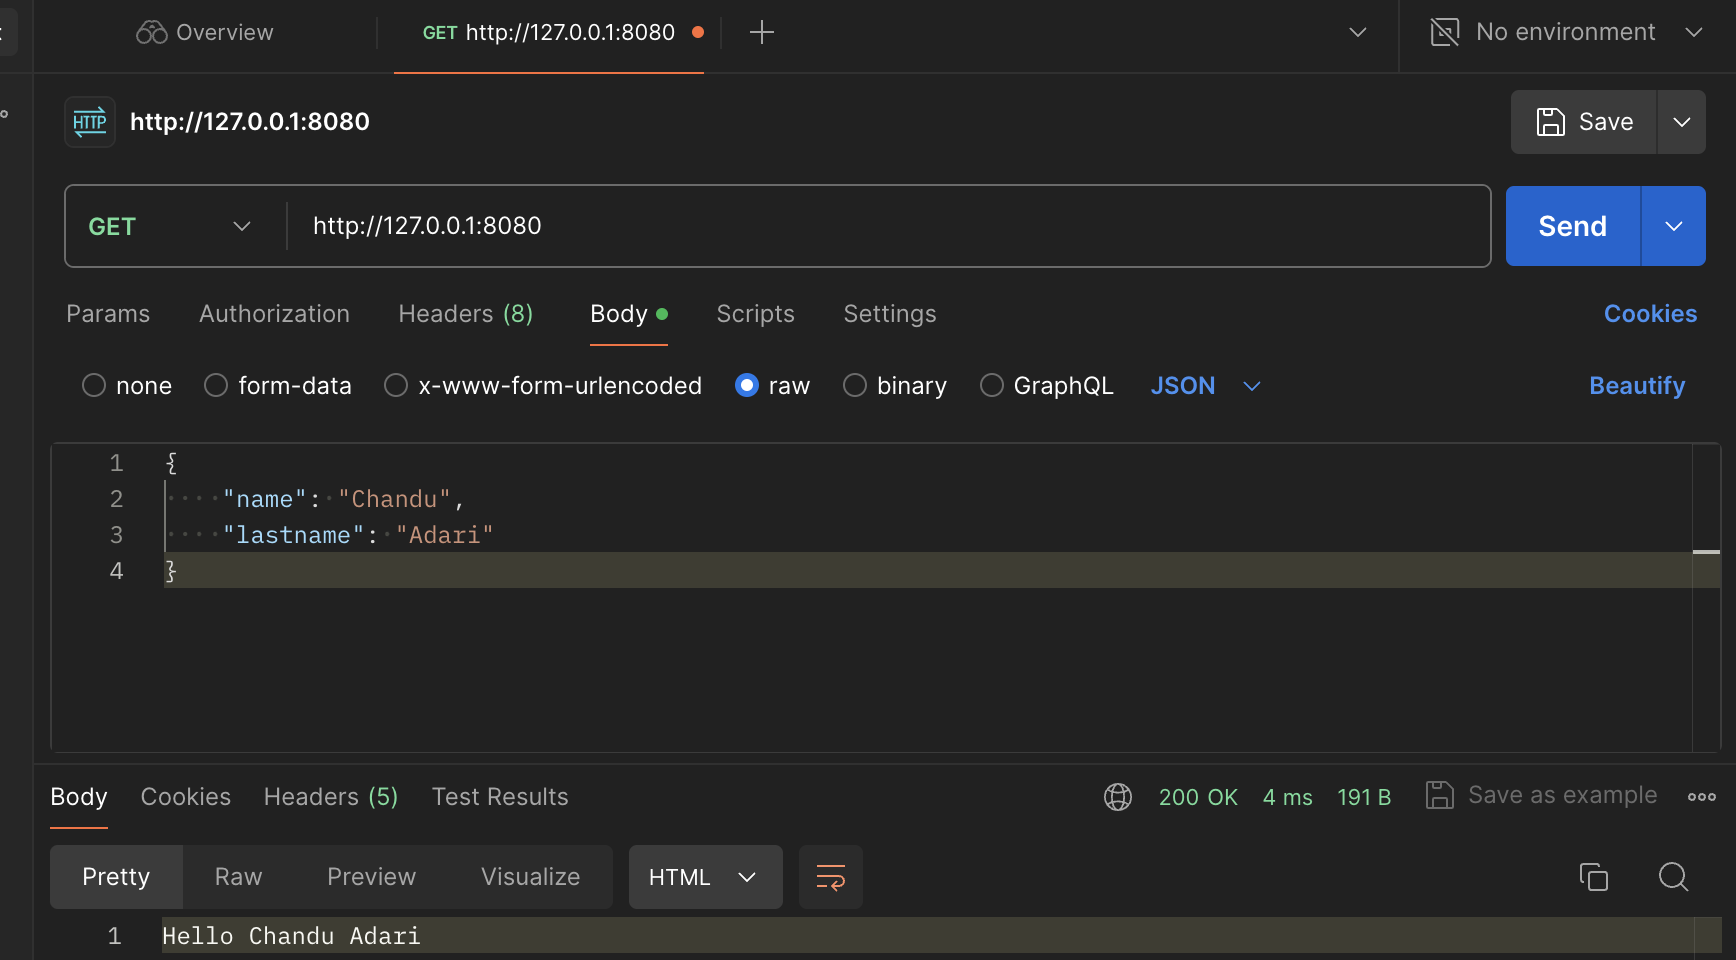 Overview
GET http://127.0.0.1:8080
No environment
HTTP http://127.0.0.1:8080
Save
GET http://127.0.0.1:8080
Send
Params Authorization Headers (8) Body Scripts Settings Cookies
none form-data x-www-form-urlencoded raw binary GraphQL JSON Beautify
1 {
2 "name": "Chandu",
3 "lastname": "Adari"
4 }
Body Cookies Headers (5) Test Results 200 OK 4 ms 191 B Save as example
Pretty Raw Preview Visualize HTML
1 Hello Chandu Adari